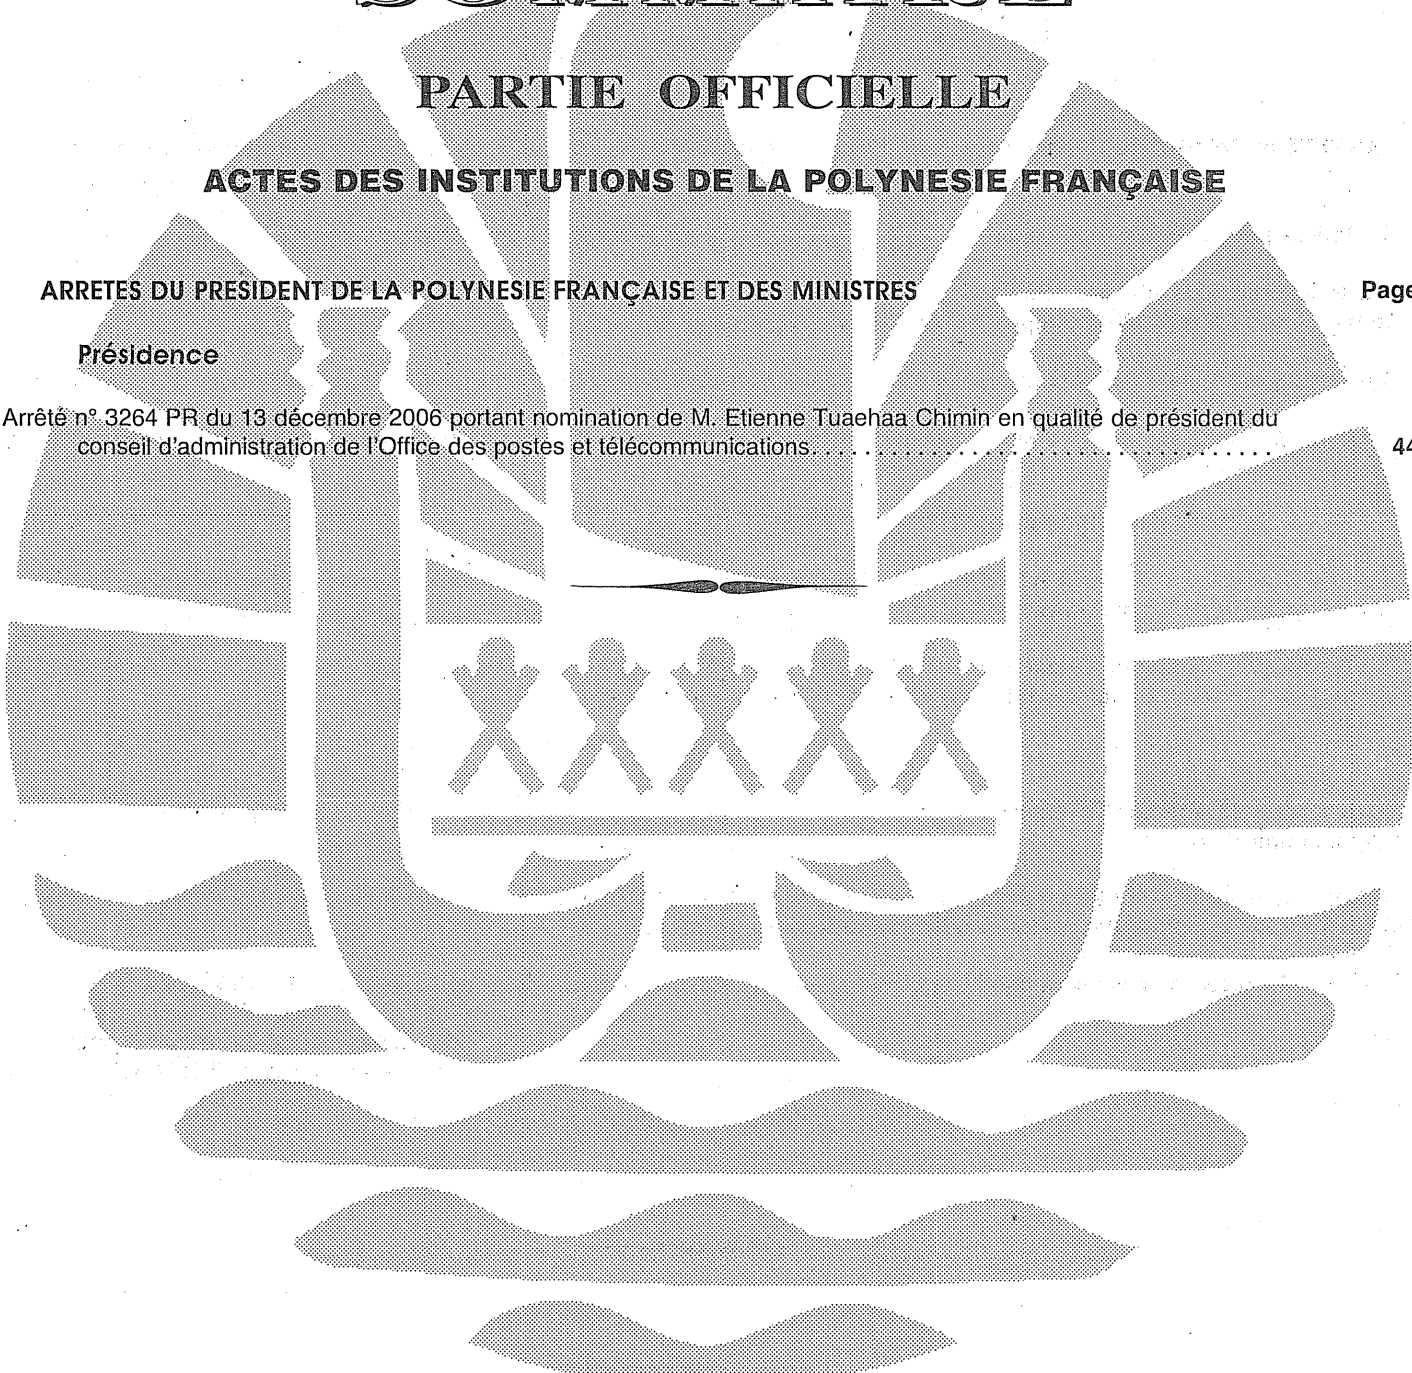 PARTIE OFFICIELLE
ACTES DES INSTITUTIONS DE LA POLYNESIE FRANÇAISE
ARRETES DU PRESIDENT DE LA POLYNESIE FRANÇAISE ET DES MINISTRES Page
Présidence
Arrêté n° 3264 PR du 13 décembre 2006 portant nomination de M. Etienne Tuaehaa Chimin en qualité de président du
conseil d'administration de l'Office des postes et télécommunications. . . . . . . . . . . . . . . . . . . . . . . . . . . . . . . . . . . . 44